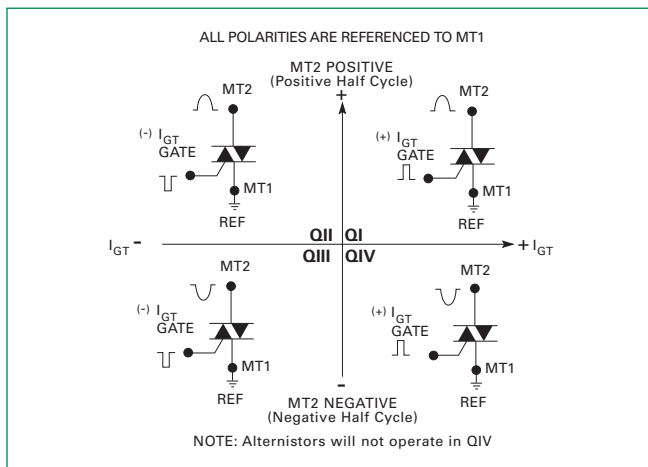 ALL POLARITIES ARE REFERENCED TO MT1
MT2 POSITIVE
(Positive Half Cycle)
+
MT2
(-) IGT
GATE
MT1
REF
MT2
(+) IGT
GATE
MT1
REF
IGT -
QII QI
QIII QIV
+ IGT
MT2
(-) IGT
GATE
MT1
REF
MT2
(+) IGT
GATE
MT1
REF
-
MT2 NEGATIVE
(Negative Half Cycle)
NOTE: Alternistors will not operate in QIV